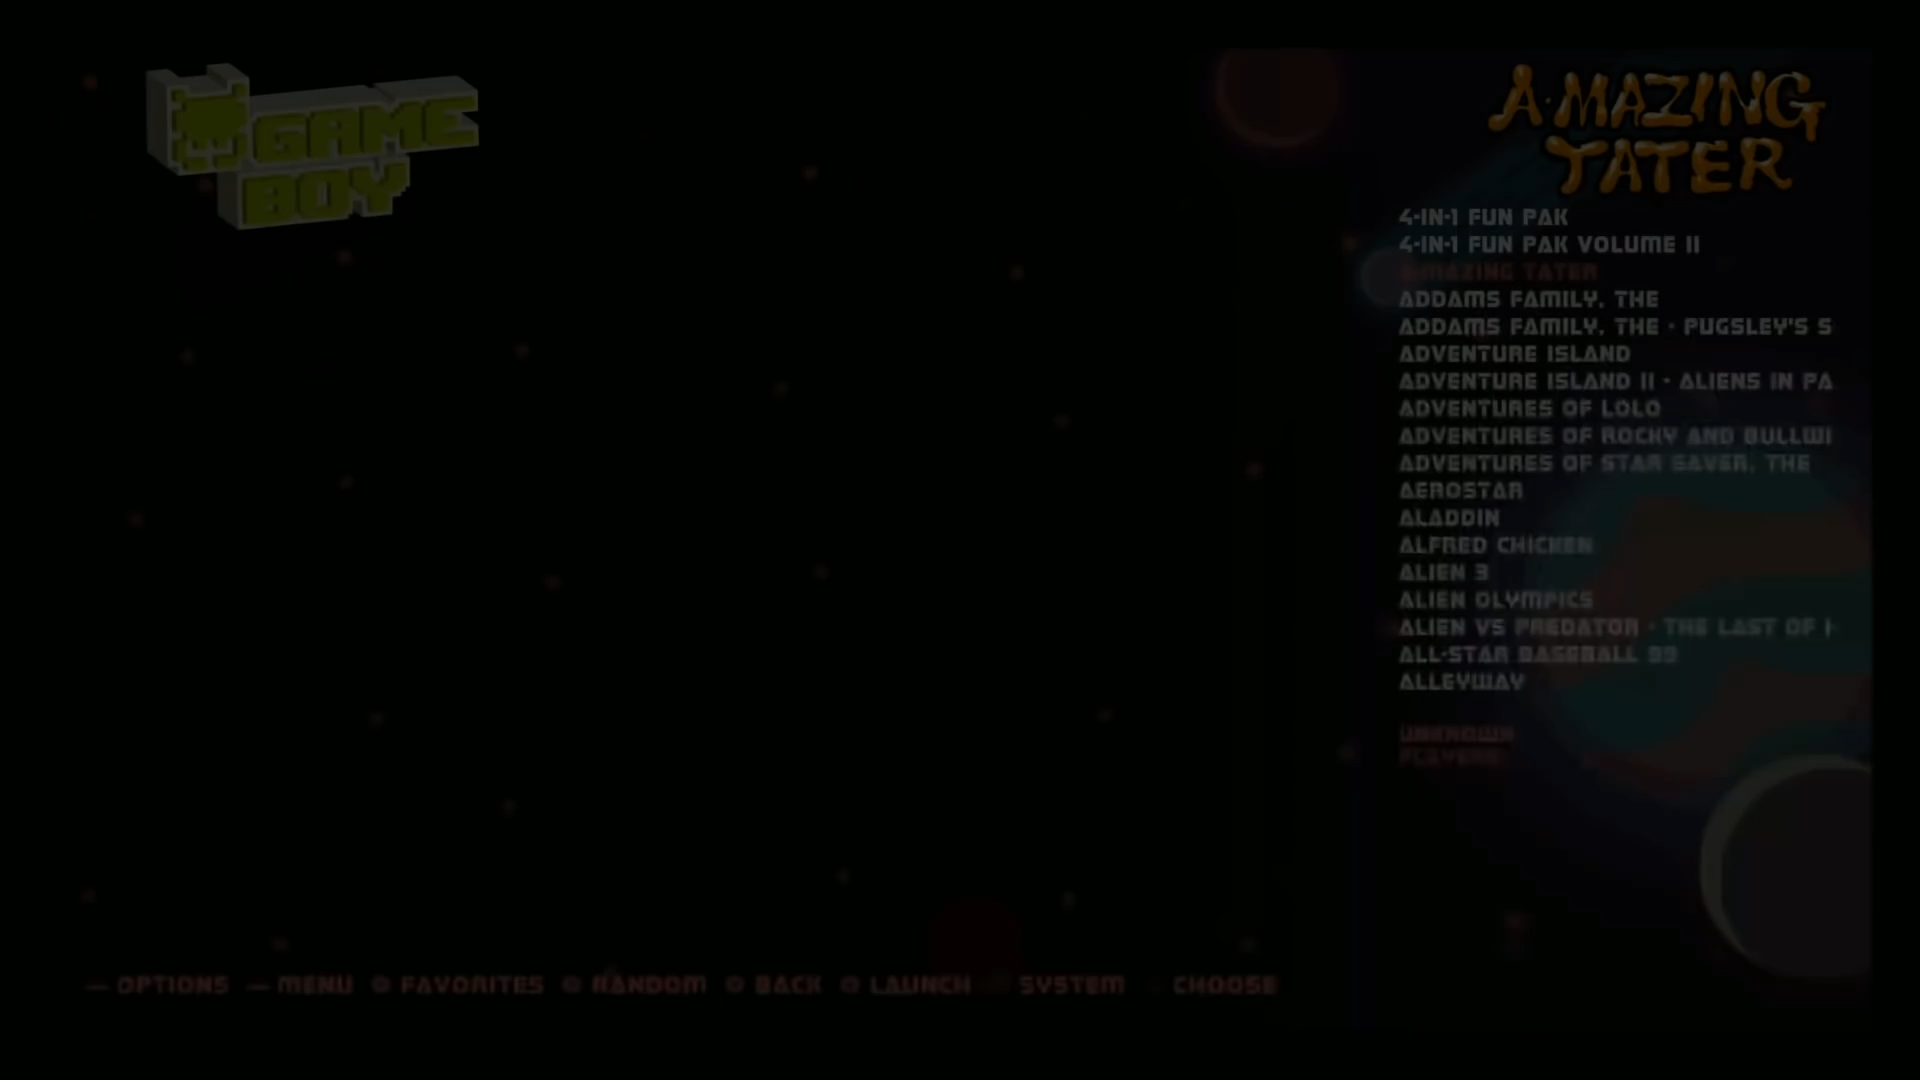 GAME
BOY
A·MAZING
TATER
4-IN-1 FUN PAK
4-IN-1 FUN PAK VOLUME II
A-MAZING TATER
ADDAMS FAMILY, THE
ADDAMS FAMILY, THE - PUGSLEY'S S
ADVENTURE ISLAND
ADVENTURE ISLAND II - ALIENS IN PA
ADVENTURES OF LOLO
ADVENTURES OF ROCKY AND BULLWI
ADVENTURES OF STAR SAVER, THE
AEROSTAR
ALADDIN
ALFRED CHICKEN
ALIEN 3
ALIEN OLYMPICS
ALIEN VS PREDATOR - THE LAST OF H
ALL-STAR BASEBALL 99
ALLEYWAY
UNKNOWN
PLAYERS
OPTIONS MENU FAVORITES RANDOM BACK LAUNCH SYSTEM CHOOSE